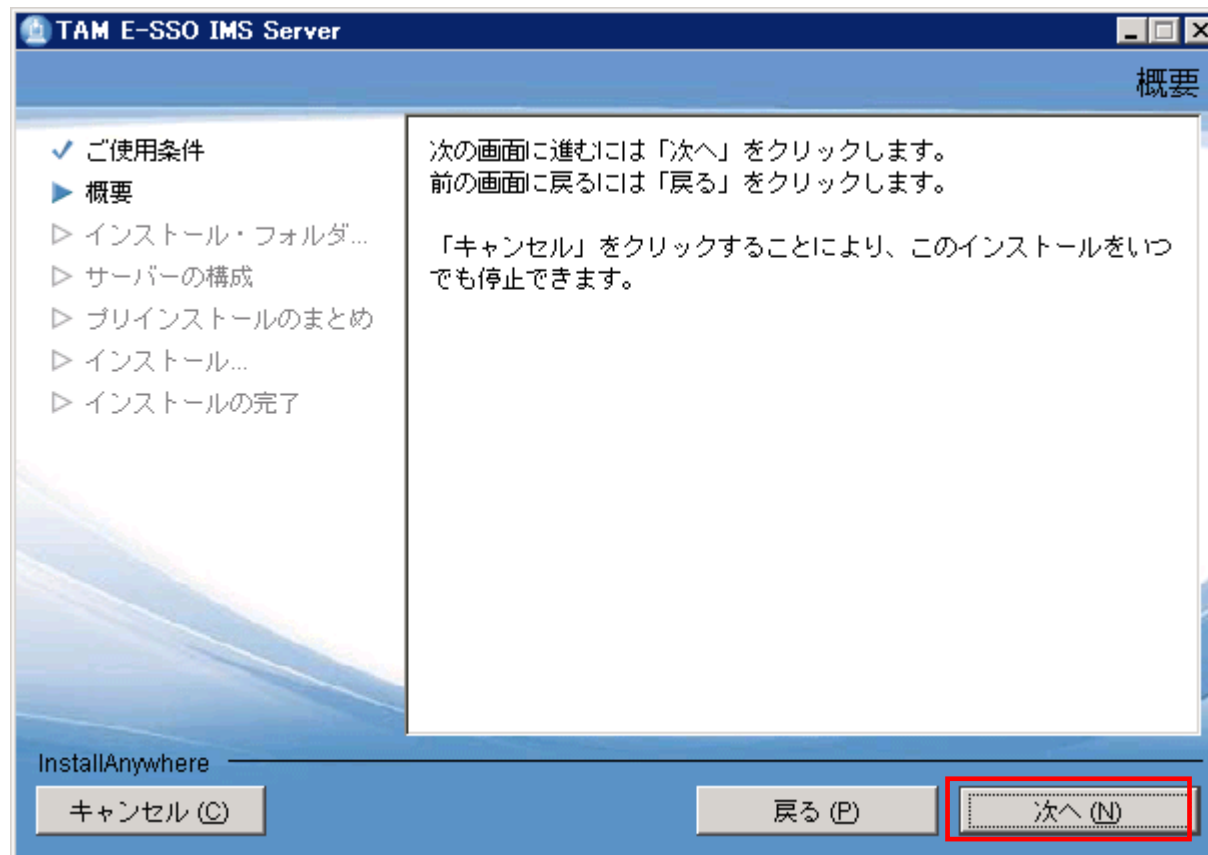 TAM E-SSO IMS Server
概要
ご使用条件
概要
インストール・フォルダ...
サーバーの構成
プリインストールのまとめ
インストール...
インストールの完了
次の画面に進むには「次へ」をクリックします。
前の画面に戻るには「戻る」をクリックします。
「キャンセル」をクリックすることにより、このインストールをいつ
でも停止できます。
InstallAnywhere
キャンセル (C)
戻る (P)
次へ (N)